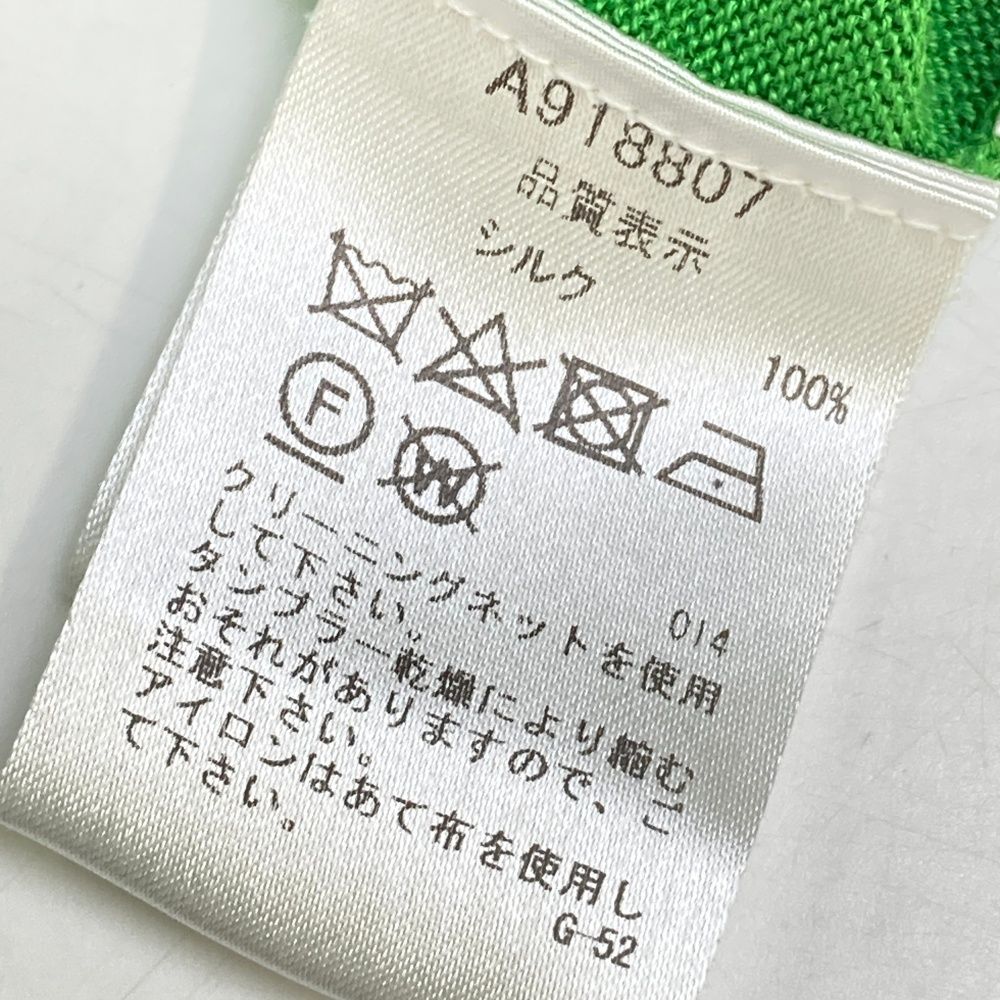 A918807
品質表示
シルク
100%
F
W
014
クリーニングネットを使用
して下さい。
タンブラー乾燥により縮む
おそれがありますので、ご
注意下さい。
アイロンはあて布を使用し
て下さい。
G-52